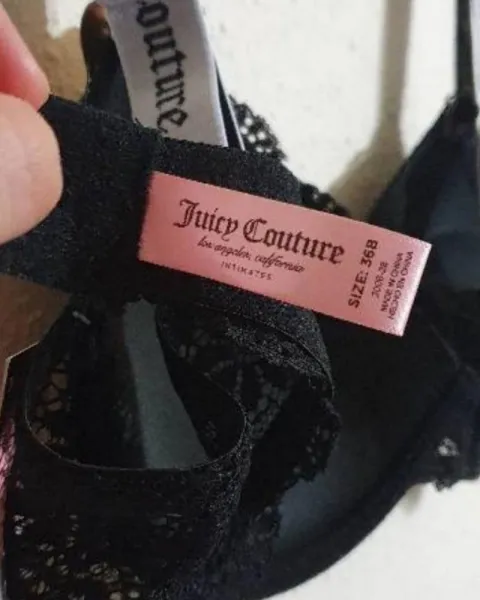 Couture
Juicy Couture
los angeles, california
INTIMATES
SIZE: 36B
MADE IN CHINA
HECHO EN CHINA